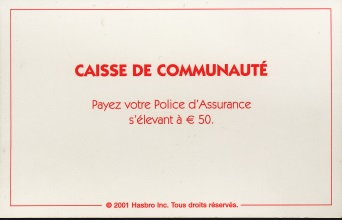 CAISSE DE COMMUNAUTÉ
Payez votre Police d'Assurance
s'élevant à € 50.
© 2001 Hasbro Inc. Tous droits réservés.